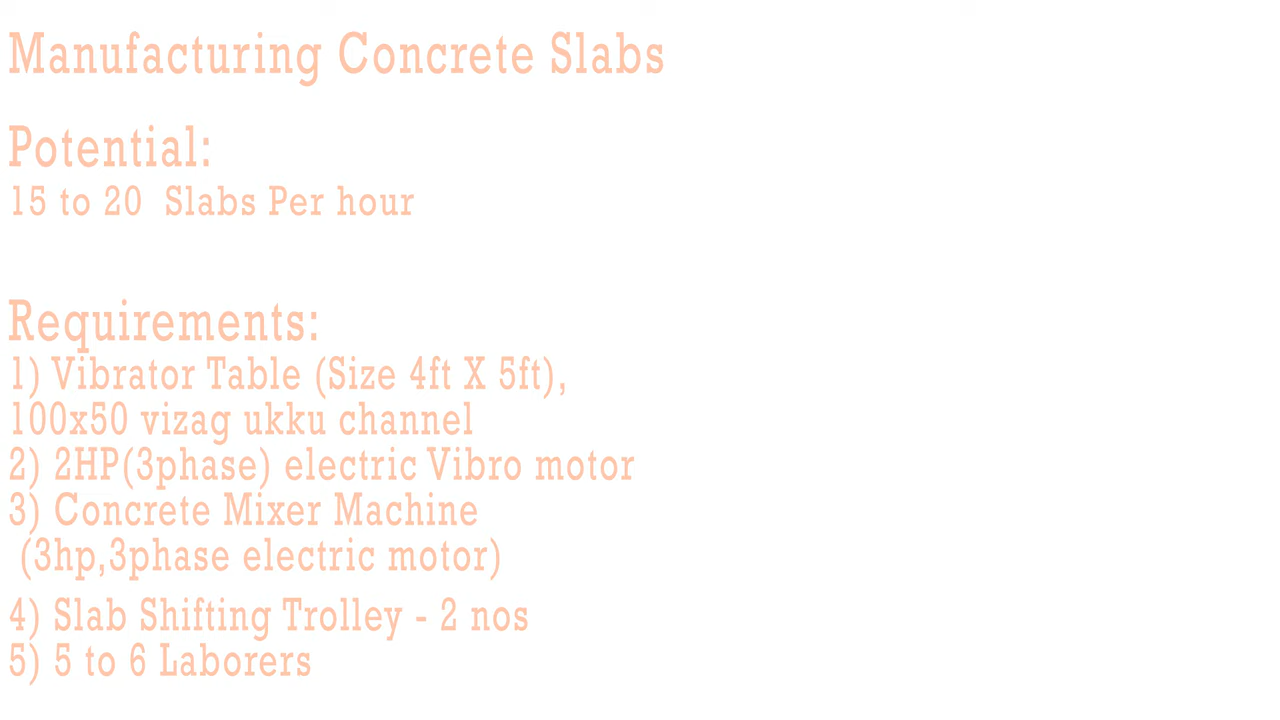 Manufacturing Concrete Slabs
Potential:
15 to 20  Slabs Per hour
Requirements:
1) Vibrator Table (Size 4ft X 5ft),
100x50 vizag ukku channel
2) 2HP(3phase) electric Vibro motor
3) Concrete Mixer Machine
(3hp,3phase electric motor)
4) Slab Shifting Trolley - 2 nos
5) 5 to 6 Laborers